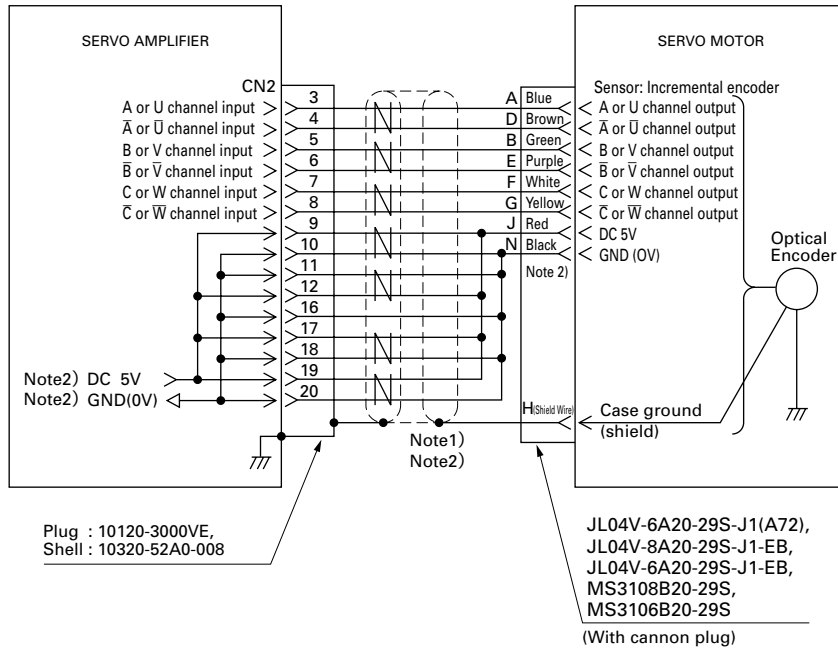 SERVO AMPLIFIER
CN2
A or U channel input
A̅ or U̅ channel input
B or V channel input
B̅ or V̅ channel input
C or W channel input
C̅ or W̅ channel input
Note2) DC 5V
Note2) GND(0V)
3
4
5
6
7
8
9
10
11
12
16
17
18
19
20
Note1)
Note2)
SERVO MOTOR
Sensor: Incremental encoder
A Blue
D Brown
B Green
E Purple
F White
G Yellow
J Red
N Black
Note 2)
H(Shield Wire)
A or U channel output
A̅ or U̅ channel output
B or V channel output
B̅ or V̅ channel output
C or W channel output
C̅ or W̅ channel output
DC 5V
GND (0V)
Optical
Encoder
Case ground
(shield)
Plug : 10120-3000VE,
Shell : 10320-52A0-008
JL04V-6A20-29S-J1(A72),
JL04V-8A20-29S-J1-EB,
JL04V-6A20-29S-J1-EB,
MS3108B20-29S,
MS3106B20-29S
(With cannon plug)